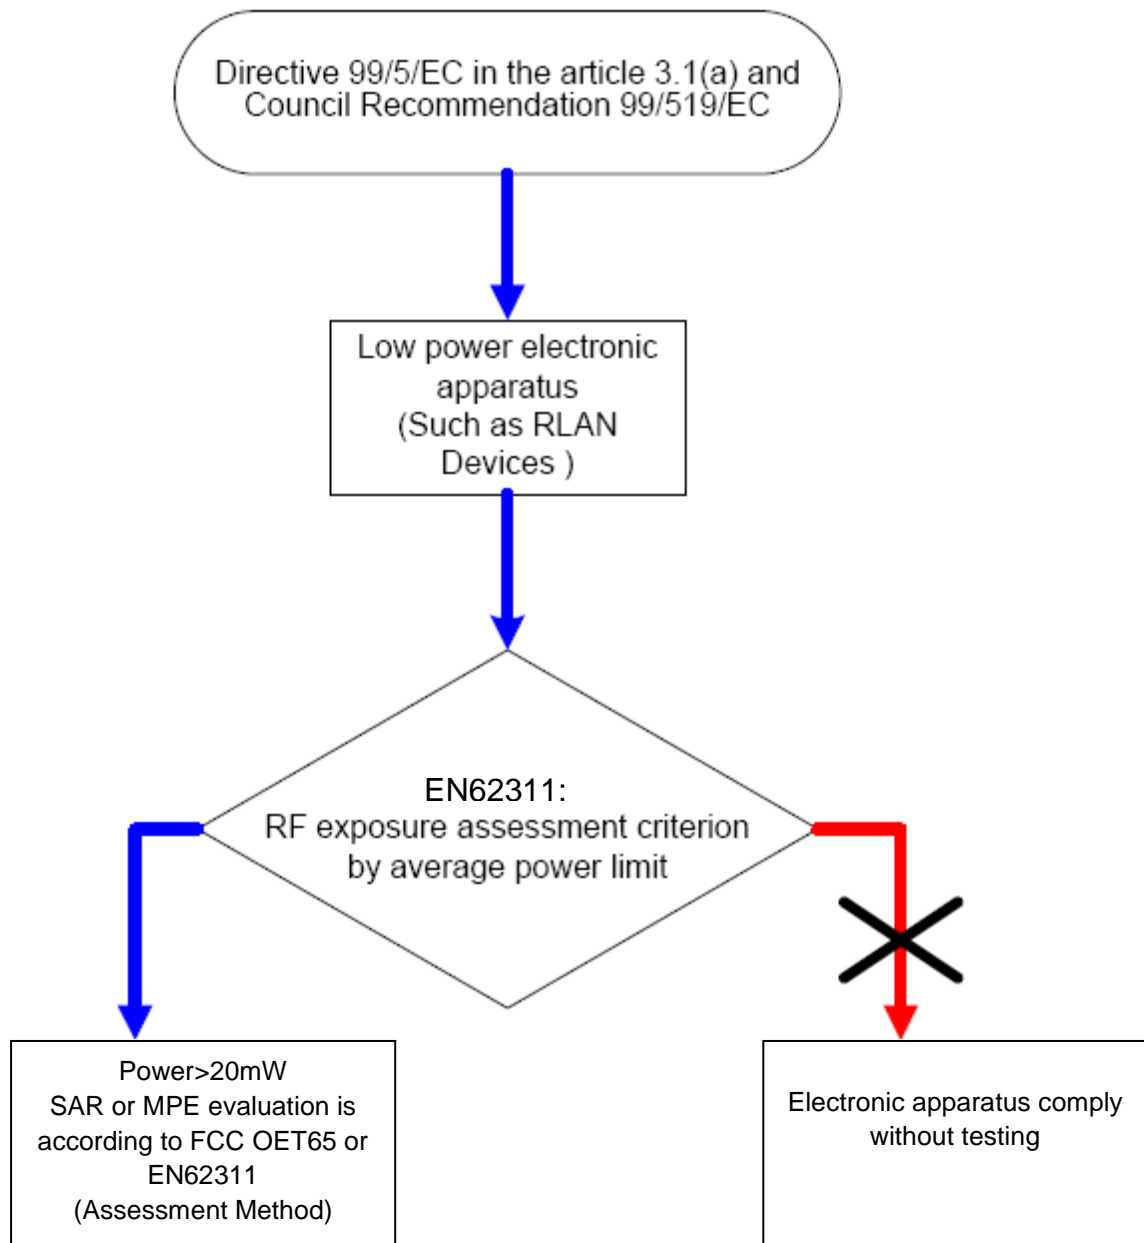 Directive 99/5/EC in the article 3.1(a) and
Council Recommendation 99/519/EC
Low power electronic
apparatus
(Such as RLAN
Devices )
EN62311:
RF exposure assessment criterion
by average power limit
Power>20mW
SAR or MPE evaluation is
according to FCC OET65 or
EN62311
(Assessment Method)
Electronic apparatus comply
without testing